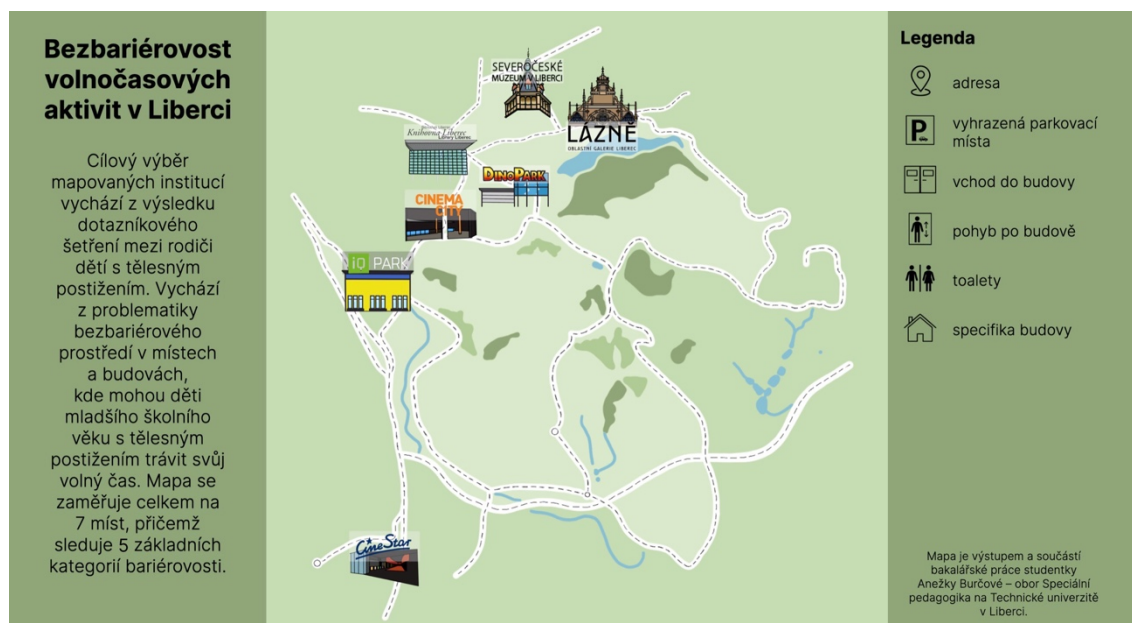 Bezbariérovost
volnočasových
aktivit v Liberci
Cílový výběr
mapovaných institucí
vychází z výsledku
dotazníkového
šetření mezi rodiči
dětí s tělesným
postižením. Vychází
z problematiky
bezbariérového
prostředí v místech
a budovách,
kde mohou děti
mladšího školního
věku s tělesným
postižením trávit svůj
volný čas. Mapa se
zaměřuje celkem na
7 míst, přičemž
sleduje 5 základních
kategorií bariérovosti.
SEVEROČESKÉ
MUZEUM V LIBERCI
LÁZNĚ
OBLASTNÍ GALERIE LIBEREC
Knihovna Liberec
Library Liberec
DINOPARK
CINEMA
CITY
iQ PARK
CineStar
Legenda
adresa
P
vyhrazená parkovací
místa
vchod do budovy
pohyb po budově
toalety
specifika budovy
Mapa je výstupem a součástí
bakalářské práce studentky
Anežky Burčové – obor Speciální
pedagogika na Technické univerzitě
v Liberci.